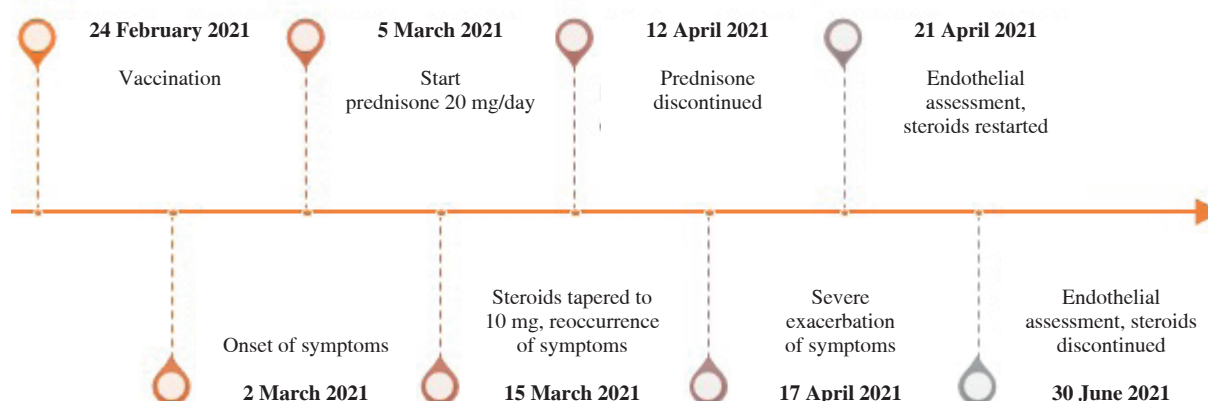 24 February 2021
Vaccination
5 March 2021
Start
prednisone 20 mg/day
12 April 2021
Prednisone
discontinued
21 April 2021
Endothelial
assessment,
steroids restarted
Onset of symptoms
2 March 2021
Steroids tapered to
10 mg, reoccurrence
of symptoms
15 March 2021
Severe
exacerbation
of symptoms
17 April 2021
Endothelial
assessment, steroids
discontinued
30 June 2021